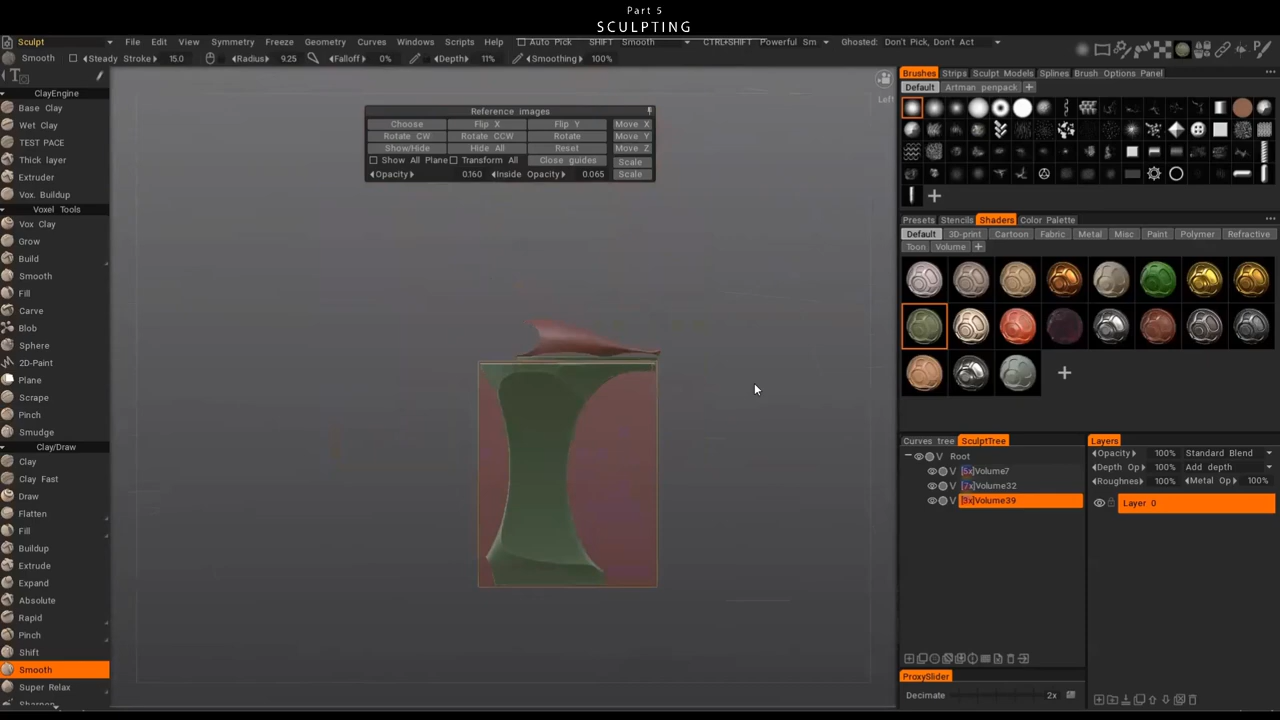 Part 5
SCULPTING
Sculpt File Edit View Symmetry Freeze Geometry Curves Windows Scripts Help Auto Pick SHIFT Smooth CTRL+SHIFT Powerful Sm Ghosted: Don't Pick, Don't Act
Smooth Steady Stroke 15.0 Radius 9.25 Falloff 0% Depth 11% Smoothing 100%
ClayEngine
Base Clay
Wet Clay
TEST PACE
Thick layer
Extruder
Vox. Buildup
Voxel Tools
Vox Clay
Grow
Build
Smooth
Fill
Carve
Blob
Sphere
2D-Paint
Plane
Scrape
Pinch
Smudge
Clay/Draw
Clay
Clay Fast
Draw
Flatten
Fill
Buildup
Extrude
Expand
Absolute
Rapid
Pinch
Shift
Smooth
Super Relax
Reference images
Choose Flip X Flip Y Move X
Rotate CW Rotate CCW Rotate Move Y
Show/Hide Hide All Reset Move Z
Show All Plane Transform All Close guides Scale
Opacity 0.160 Inside Opacity 0.065 Scale
Left
Brushes Strips Sculpt Models Splines Brush Options Panel
Default Artman penpack
Presets Stencils Shaders Color Palette
Default 3D-print Cartoon Fabric Metal Misc Paint Polymer Refractive
Toon Volume
Curves tree SculptTree
V Root
V [5x]Volume7
V [7x]Volume32
V [3x]Volume39
ProxySlider
Decimate 2x
Layers
Opacity 100% Standard Blend
Depth Op 100% Add depth
Roughness 100% Metal Op 100%
Layer 0